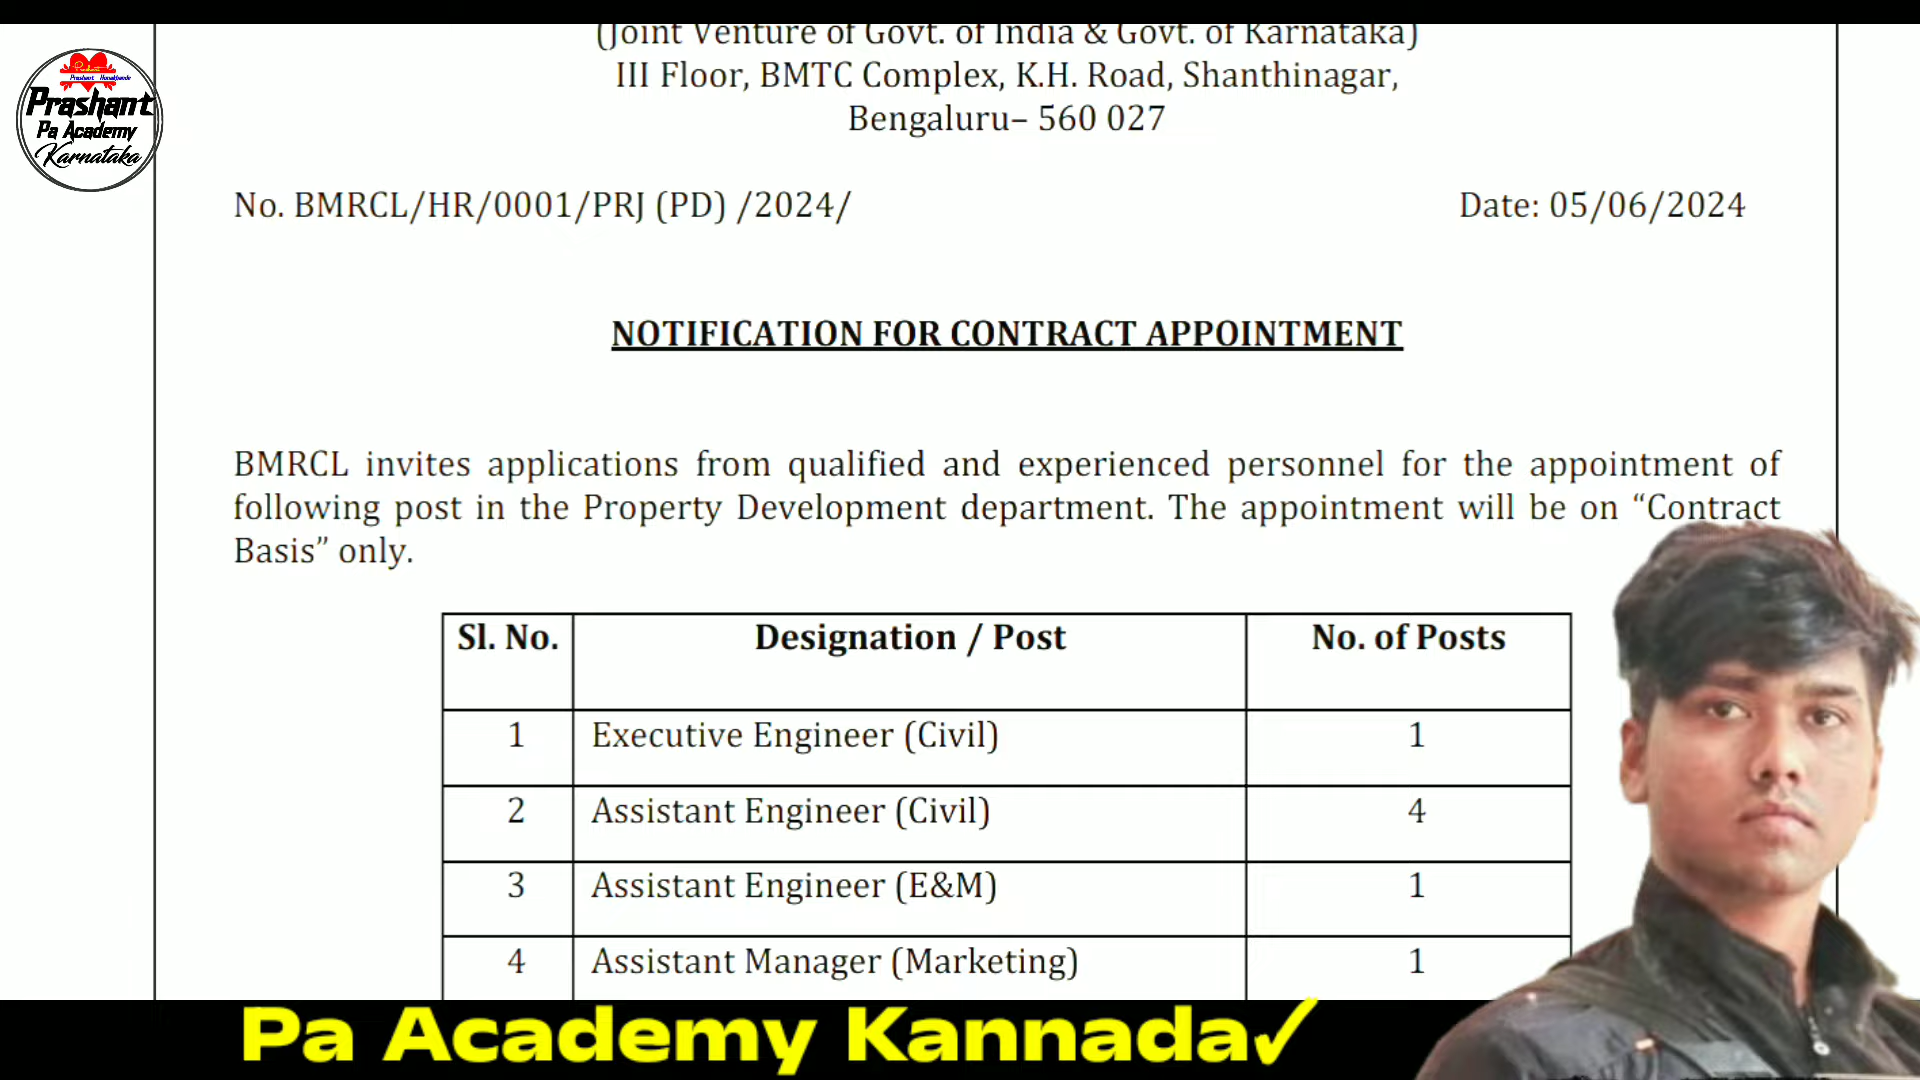 (Joint Venture of Govt. of India & Govt. of Karnataka)
III Floor, BMTC Complex, K.H. Road, Shanthinagar,
Bengaluru– 560 027
Prashant
Pa Academy
Karnataka
No. BMRCL/HR/0001/PRJ (PD) /2024/ Date: 05/06/2024
NOTIFICATION FOR CONTRACT APPOINTMENT
BMRCL invites applications from qualified and experienced personnel for the appointment of
following post in the Property Development department. The appointment will be on “Contract
Basis” only.
Sl. No. Designation / Post No. of Posts
1 Executive Engineer (Civil) 1
2 Assistant Engineer (Civil) 4
3 Assistant Engineer (E&M) 1
4 Assistant Manager (Marketing) 1
Pa Academy Kannada✓